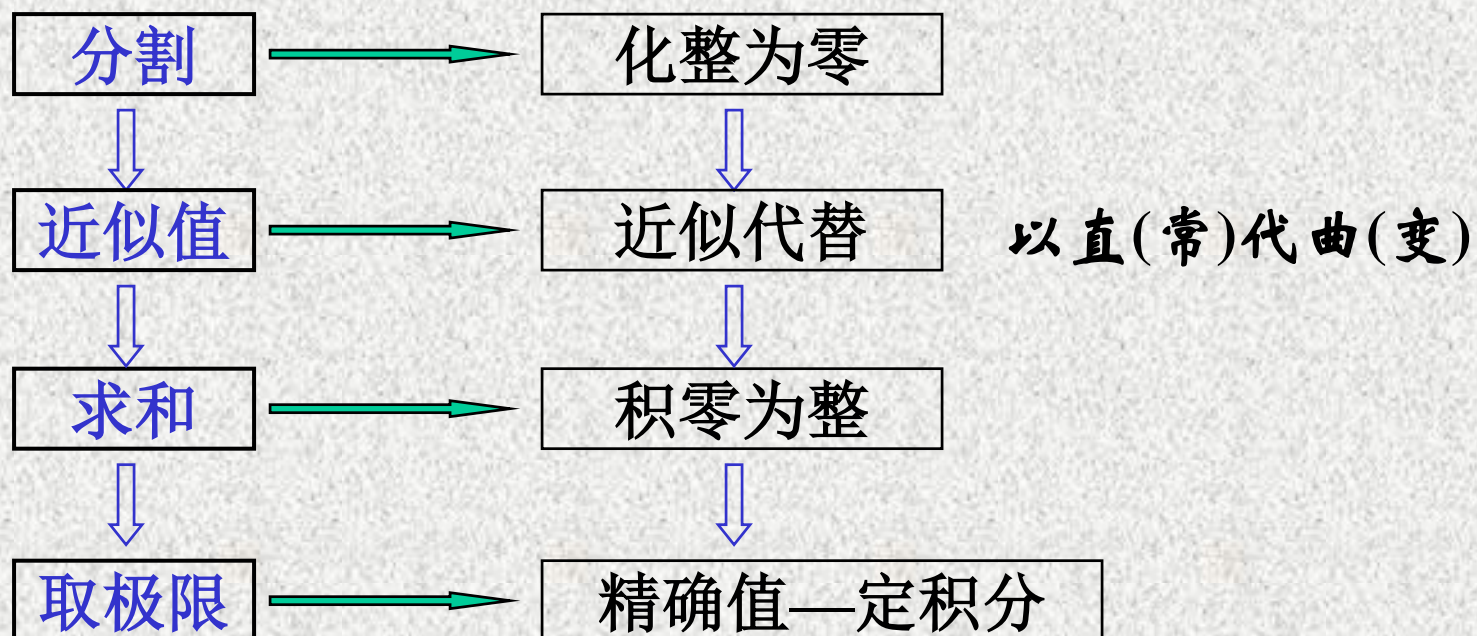 分割 化整为零
近似值 近似代替 以直(常)代曲(变)
求和 积零为整
取极限 精确值—定积分